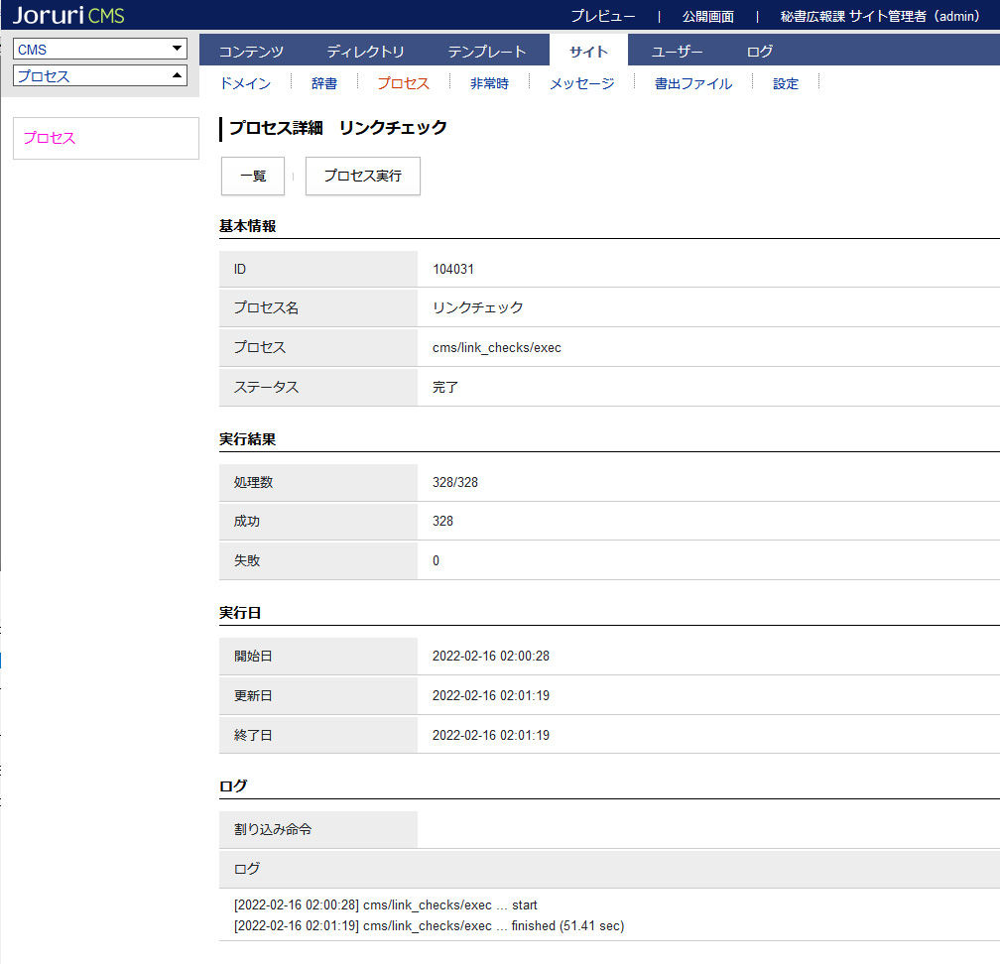 Joruri CMS
プレビュー | 公開画面 | 秘書広報課 サイト管理者（admin）
CMS
コンテンツ ディレクトリ テンプレート サイト ユーザー ログ
プロセス
ドメイン 辞書 プロセス 非常時 メッセージ 書出ファイル 設定
プロセス
プロセス詳細 リンクチェック
一覧 プロセス実行
基本情報
ID 104031
プロセス名 リンクチェック
プロセス cms/link_checks/exec
ステータス 完了
実行結果
処理数 328/328
成功 328
失敗 0
実行日
開始日 2022-02-16 02:00:28
更新日 2022-02-16 02:01:19
終了日 2022-02-16 02:01:19
ログ
割り込み命令
ログ
[2022-02-16 02:00:28] cms/link_checks/exec ... start
[2022-02-16 02:01:19] cms/link_checks/exec ... finished (51.41 sec)